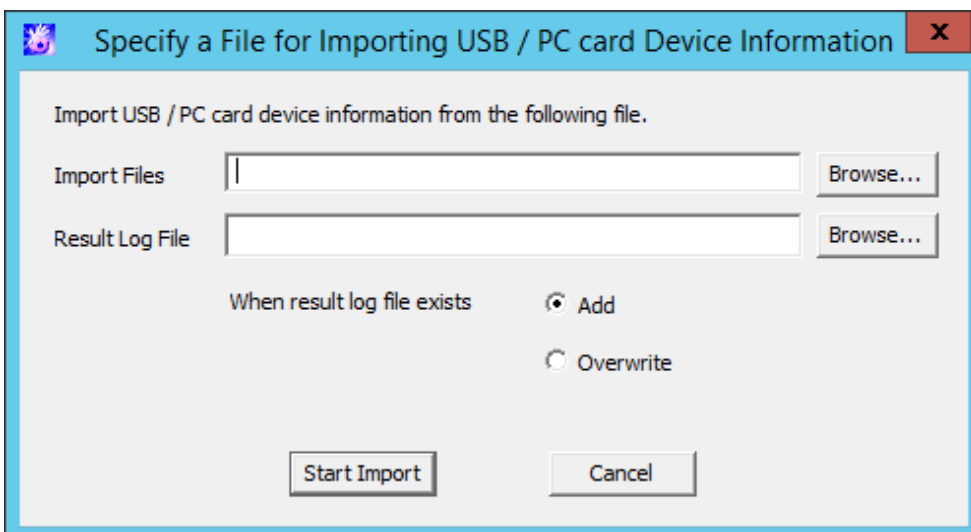 Specify a File for Importing USB / PC card Device Information
x
Import USB / PC card device information from the following file.
Import Files
Browse...
Result Log File
Browse...
When result log file exists
Add
Overwrite
Start Import
Cancel